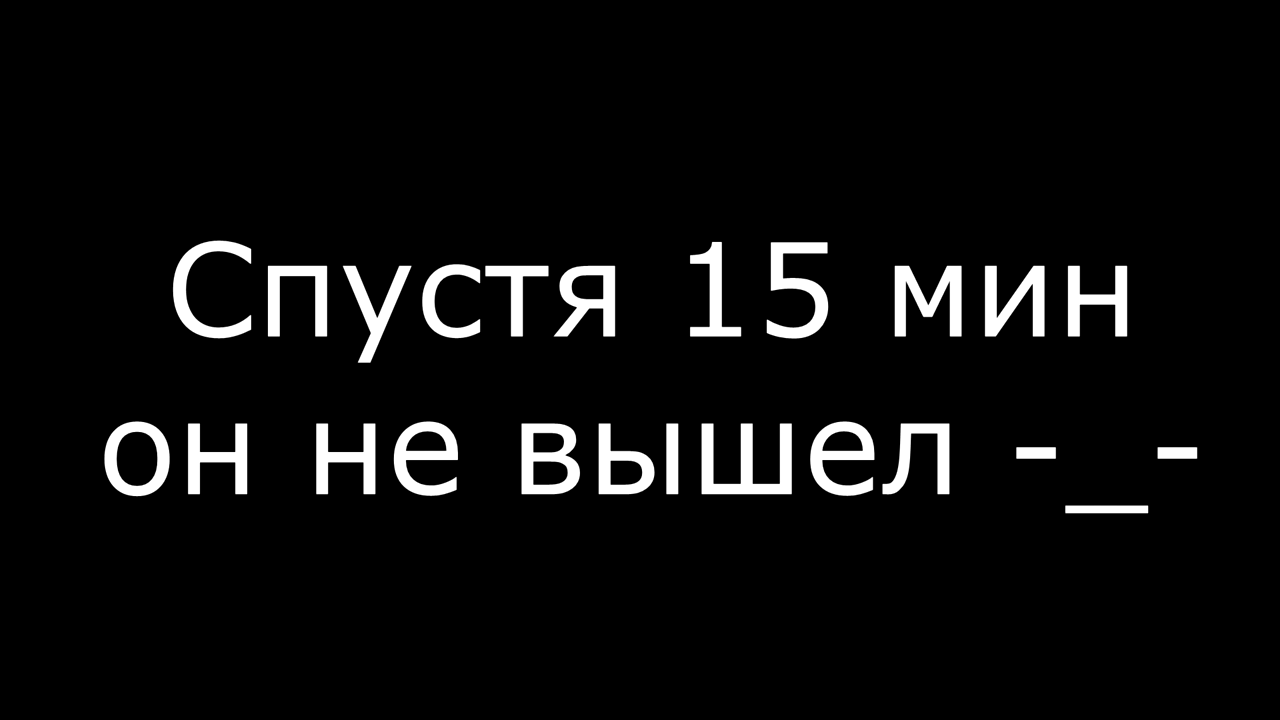 Спустя 15 мин
он не вышел -_-